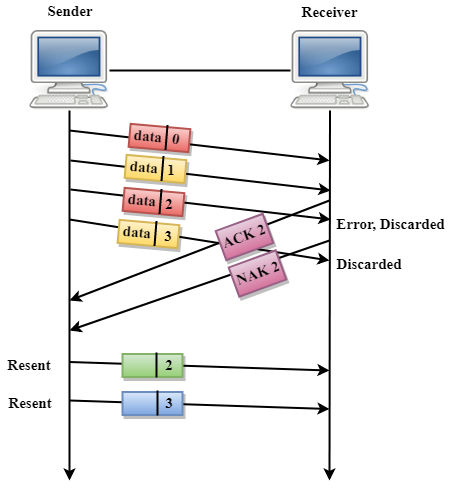 Sender
Receiver
data 0
data 1
data 2
data 3
Error, Discarded
ACK 2
NAK 2
Discarded
Resent
2
Resent
3